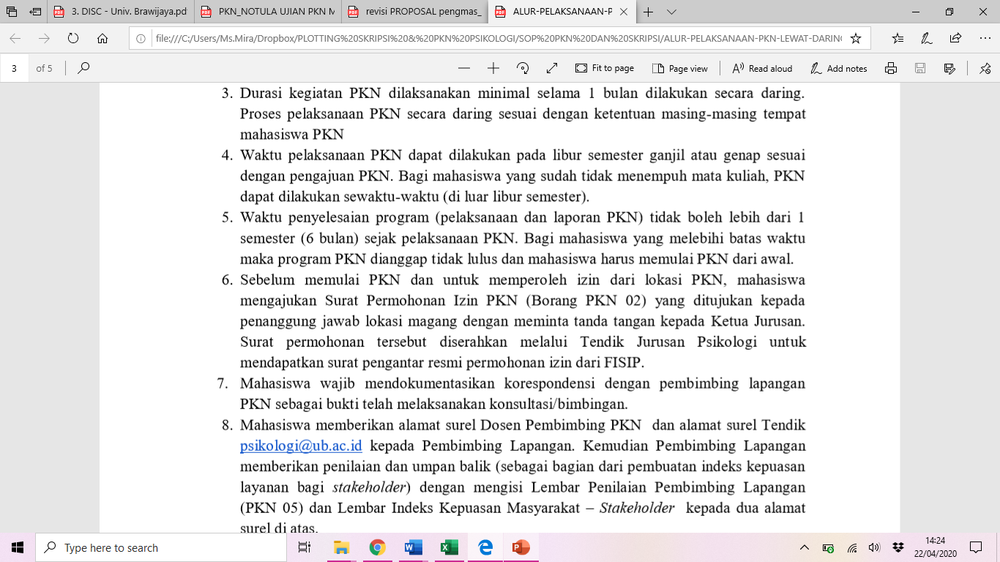 3. DISC - Univ. Brawijaya.pd
PKN_NOTULA UJIAN PKN M
revisi PROPOSAL pengmas_
ALUR-PELAKSANAAN-P
file:///C:/Users/Ms.Mira/Dropbox/PLOTTING%20SKRIPSI%20&%20PKN%20PSIKOLOGI/SOP%20PKN%20DAN%20SKRIPSI/ALUR-PELAKSANAAN-PKN-LEWAT-DARING
3 of 5
Fit to page
Page view
Read aloud
Add notes
3. Durasi kegiatan PKN dilaksanakan minimal selama 1 bulan dilakukan secara daring.
Proses pelaksanaan PKN secara daring sesuai dengan ketentuan masing-masing tempat
mahasiswa PKN
4. Waktu pelaksanaan PKN dapat dilakukan pada libur semester ganjil atau genap sesuai
dengan pengajuan PKN. Bagi mahasiswa yang sudah tidak menempuh mata kuliah, PKN
dapat dilakukan sewaktu-waktu (di luar libur semester).
5. Waktu penyelesaian program (pelaksanaan dan laporan PKN) tidak boleh lebih dari 1
semester (6 bulan) sejak pelaksanaan PKN. Bagi mahasiswa yang melebihi batas waktu
maka program PKN dianggap tidak lulus dan mahasiswa harus memulai PKN dari awal.
6. Sebelum memulai PKN dan untuk memperoleh izin dari lokasi PKN, mahasiswa
mengajukan Surat Permohonan Izin PKN (Borang PKN 02) yang ditujukan kepada
penanggung jawab lokasi magang dengan meminta tanda tangan kepada Ketua Jurusan.
Surat permohonan tersebut diserahkan melalui Tendik Jurusan Psikologi untuk
mendapatkan surat pengantar resmi permohonan izin dari FISIP.
7. Mahasiswa wajib mendokumentasikan korespondensi dengan pembimbing lapangan
PKN sebagai bukti telah melaksanakan konsultasi/bimbingan.
8. Mahasiswa memberikan alamat surel Dosen Pembimbing PKN dan alamat surel Tendik
psikologi@ub.ac.id kepada Pembimbing Lapangan. Kemudian Pembimbing Lapangan
memberikan penilaian dan umpan balik (sebagai bagian dari pembuatan indeks kepuasan
layanan bagi stakeholder) dengan mengisi Lembar Penilaian Pembimbing Lapangan
(PKN 05) dan Lembar Indeks Kepuasan Masyarakat – Stakeholder kepada dua alamat
surel di atas.
Type here to search
14:24
22/04/2020